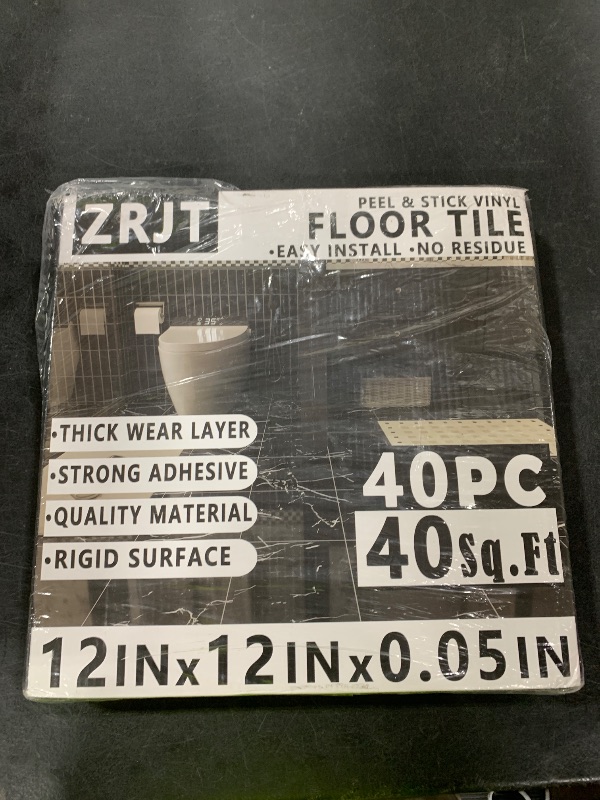 ZRJT
PEEL & STICK VINYL
FLOOR TILE
•EASY INSTALL •NO RESIDUE
35
•THICK WEAR LAYER
•STRONG ADHESIVE
•QUALITY MATERIAL
•RIGID SURFACE
40PC
40Sq.Ft
12INx12INx0.05IN